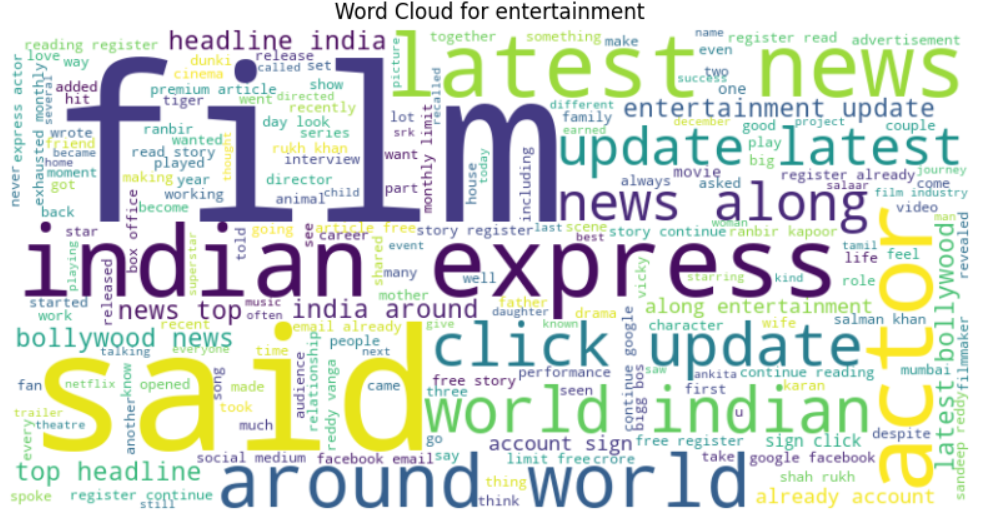 Word Cloud for entertainment
reading register
headline india
love way
dunki
cinema
release
called set
picture
together
something
make
name
register read
advertisement
even
latest news
film
exhausted monthly
never express actor
several
added
hit
premium article
show
tiger
went
directed
recently
recalled
two
success
one
different
family
entertainment update
wrote
friend
became
home
moment
got
ranbir
wanted
read story
played
making
year
working
become
back
thought
day look
series
rukh khan
interview
director
animal
child
lot
srk
want
part
monthly limit
house
today
including
earned
december
good
project
couple
play
big
update latest
movie
always
asked
register already
salaar
journey
come
film industry
video
news along
star
box office
told
going
article free
see
career
story register
last
scene
best
story continue
woman
ranbir kapoor
tamil
life
feel
role
man
revealed
indian express
playing
superstar
released
shared
event
many
well
mother
vicky
starring
kind
started
work
news top
music
often
india around
father
daughter
drama
along entertainment
salman khan
actor
latest bollywood
filmmaker
sandeep reddy
bollywood news
recent
email already
give
known
character
wife
talking
everyone
time
people
next
click update
mumbai
said
fan
netflix
know
opened
made
song
audience
relationship
reddy vanga
came
free story
three
performance
seen
continue google
bigg bos
saw
ankita
continue reading
first
karan
trailer
theatre
every
another
took
much
world indian
u
go
say
account sign
free register
sign click
despite
top headline
social medium
facebook email
limit free
crore
take
google facebook
spoke
register continue
still
around world
thing
think
shah rukh
already account